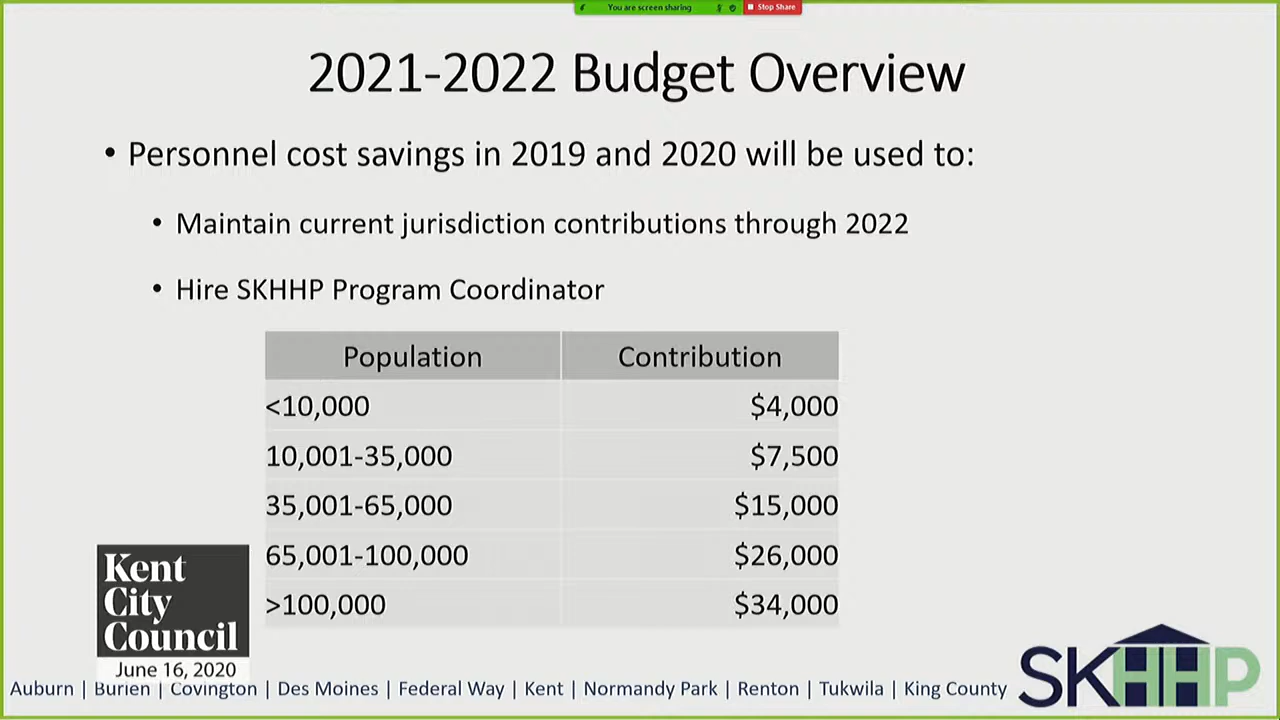 You are screen sharing
Stop Share
2021-2022 Budget Overview
• Personnel cost savings in 2019 and 2020 will be used to:
• Maintain current jurisdiction contributions through 2022
• Hire SKHHP Program Coordinator
Population Contribution
<10,000 $4,000
10,001-35,000 $7,500
35,001-65,000 $15,000
65,001-100,000 $26,000
>100,000 $34,000
Kent
City
Council
June 16, 2020
Auburn | Burien | Covington | Des Moines | Federal Way | Kent | Normandy Park | Renton | Tukwila | King County
SKHHP